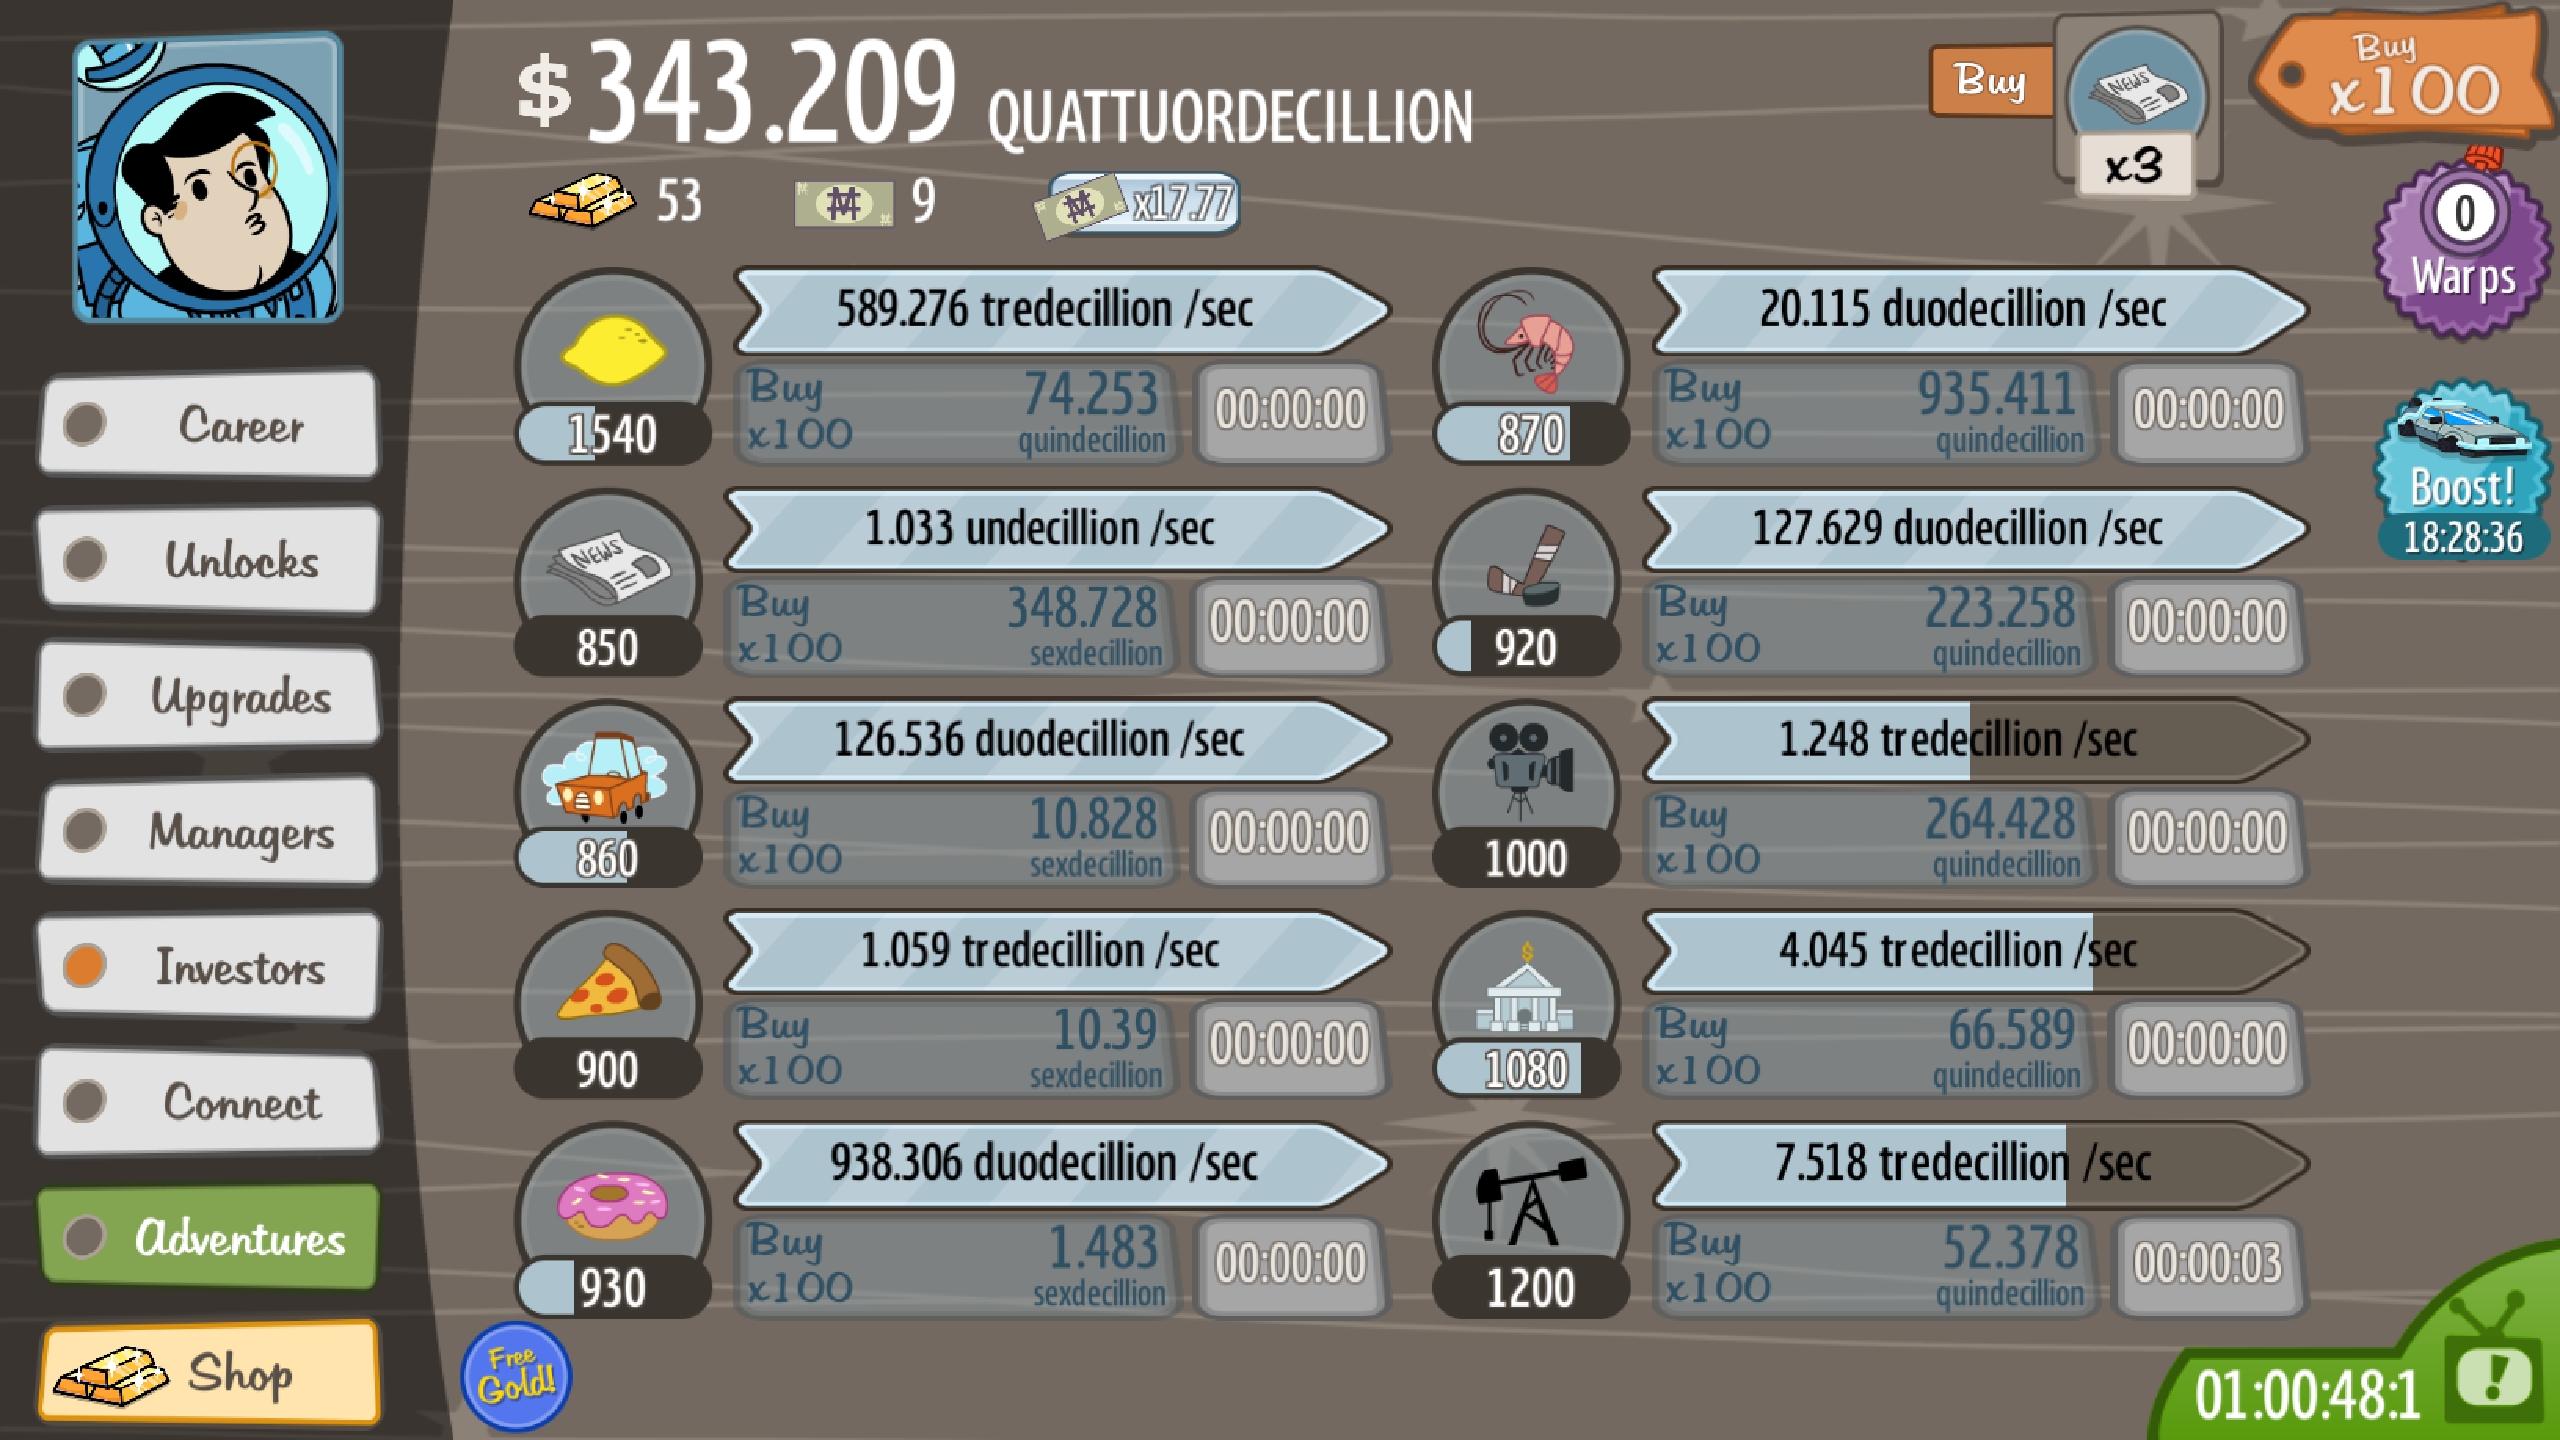 $ 343.209 QUATTUORDECILLION
53
9
x17.77
Buy
NEWS
x3
Buy
x100
0
Warps
Boost!
18:28:36
Career
Unlocks
Upgrades
Managers
Investors
Connect
Adventures
Shop
589.276 tredecillion /sec
1540
Buy
x100
74.253
quindecillion
00:00:00
20.115 duodecillion /sec
870
Buy
x100
935.411
quindecillion
00:00:00
NEWS
1.033 undecillion /sec
850
Buy
x100
348.728
sexdecillion
00:00:00
127.629 duodecillion /sec
920
Buy
x100
223.258
quindecillion
00:00:00
126.536 duodecillion /sec
860
Buy
x100
10.828
sexdecillion
00:00:00
1.248 tredecillion /sec
1000
Buy
x100
264.428
quindecillion
00:00:00
1.059 tredecillion /sec
900
Buy
x100
10.39
sexdecillion
00:00:00
$
4.045 tredecillion /sec
1080
Buy
x100
66.589
quindecillion
00:00:00
938.306 duodecillion /sec
930
Buy
x100
1.483
sexdecillion
00:00:00
7.518 tredecillion /sec
1200
Buy
x100
52.378
quindecillion
00:00:03
Free
Gold!
01:00:48:1
!